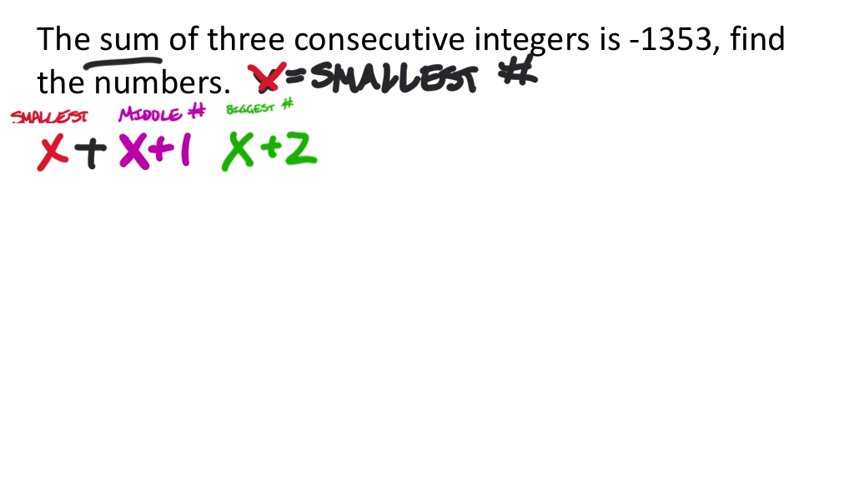 The sum of three consecutive integers is -1353, find
the numbers. x = SMALLEST #
SMALLEST MIDDLE # BIGGEST #
x + x+1 x+2